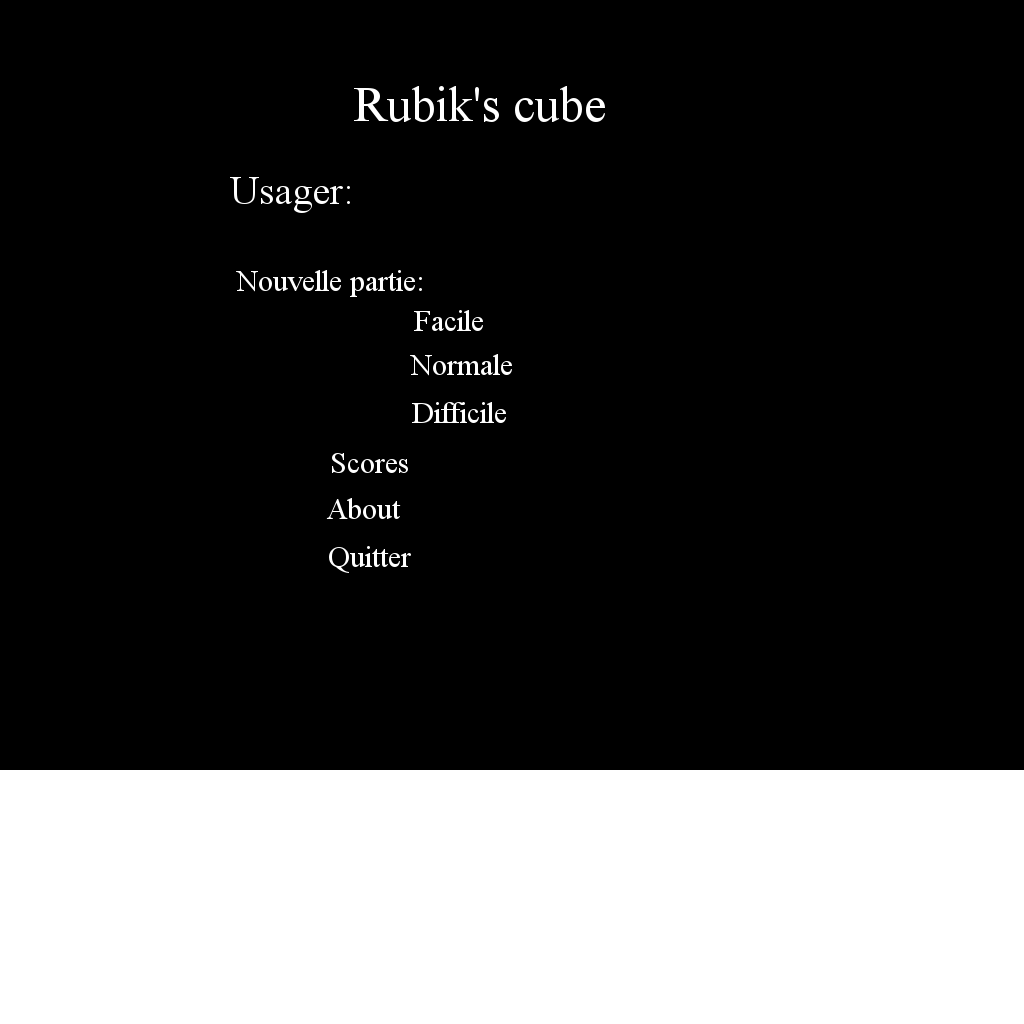 Rubik's cube
Usager:
Nouvelle partie:
Facile
Normale
Difficile
Scores
About
Quitter